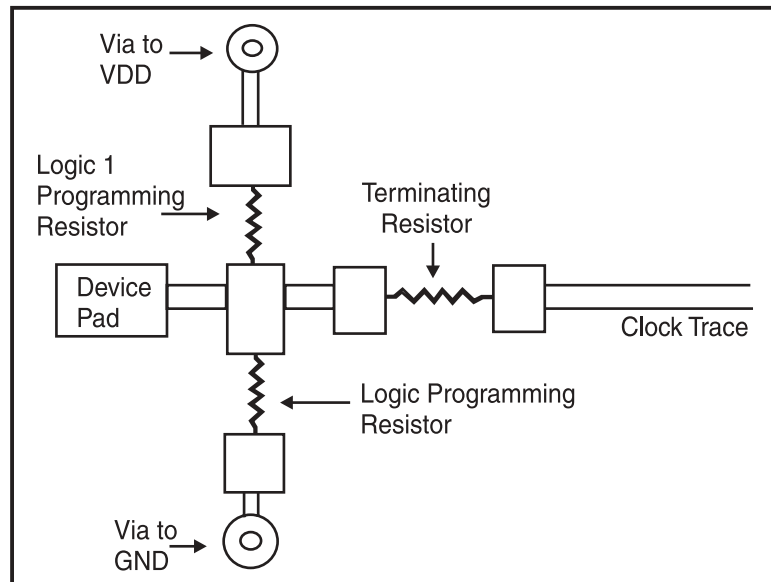 Via to
VDD
Logic 1
Programming
Resistor
Terminating
Resistor
Device
Pad
Clock Trace
Logic Programming
Resistor
Via to
GND